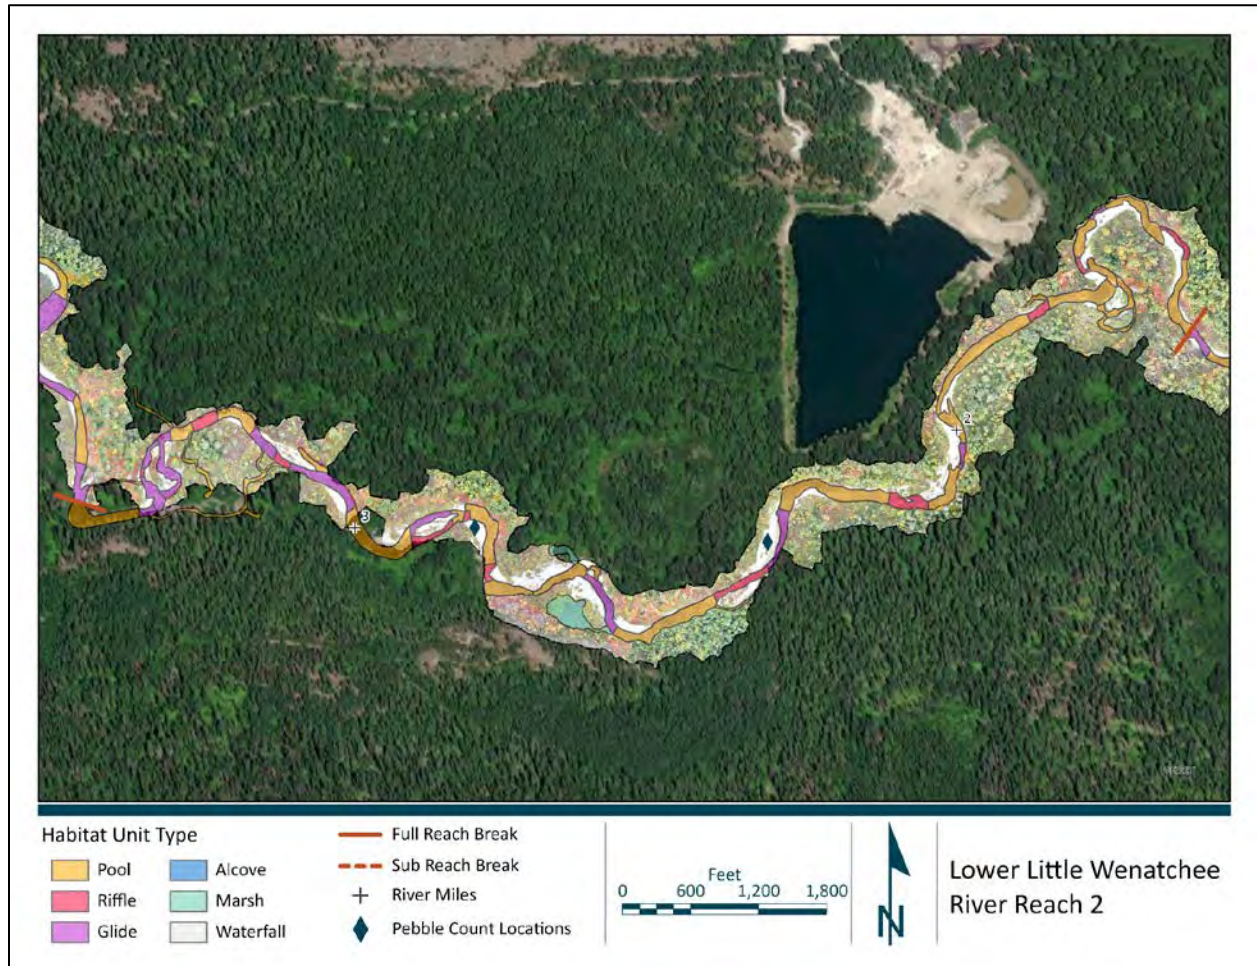 2
3
Habitat Unit Type
Pool
Riffle
Glide
Alcove
Marsh
Waterfall
Full Reach Break
Sub Reach Break
River Miles
Pebble Count Locations
Feet
0 600 1,200 1,800
N
Lower Little Wenatchee
River Reach 2